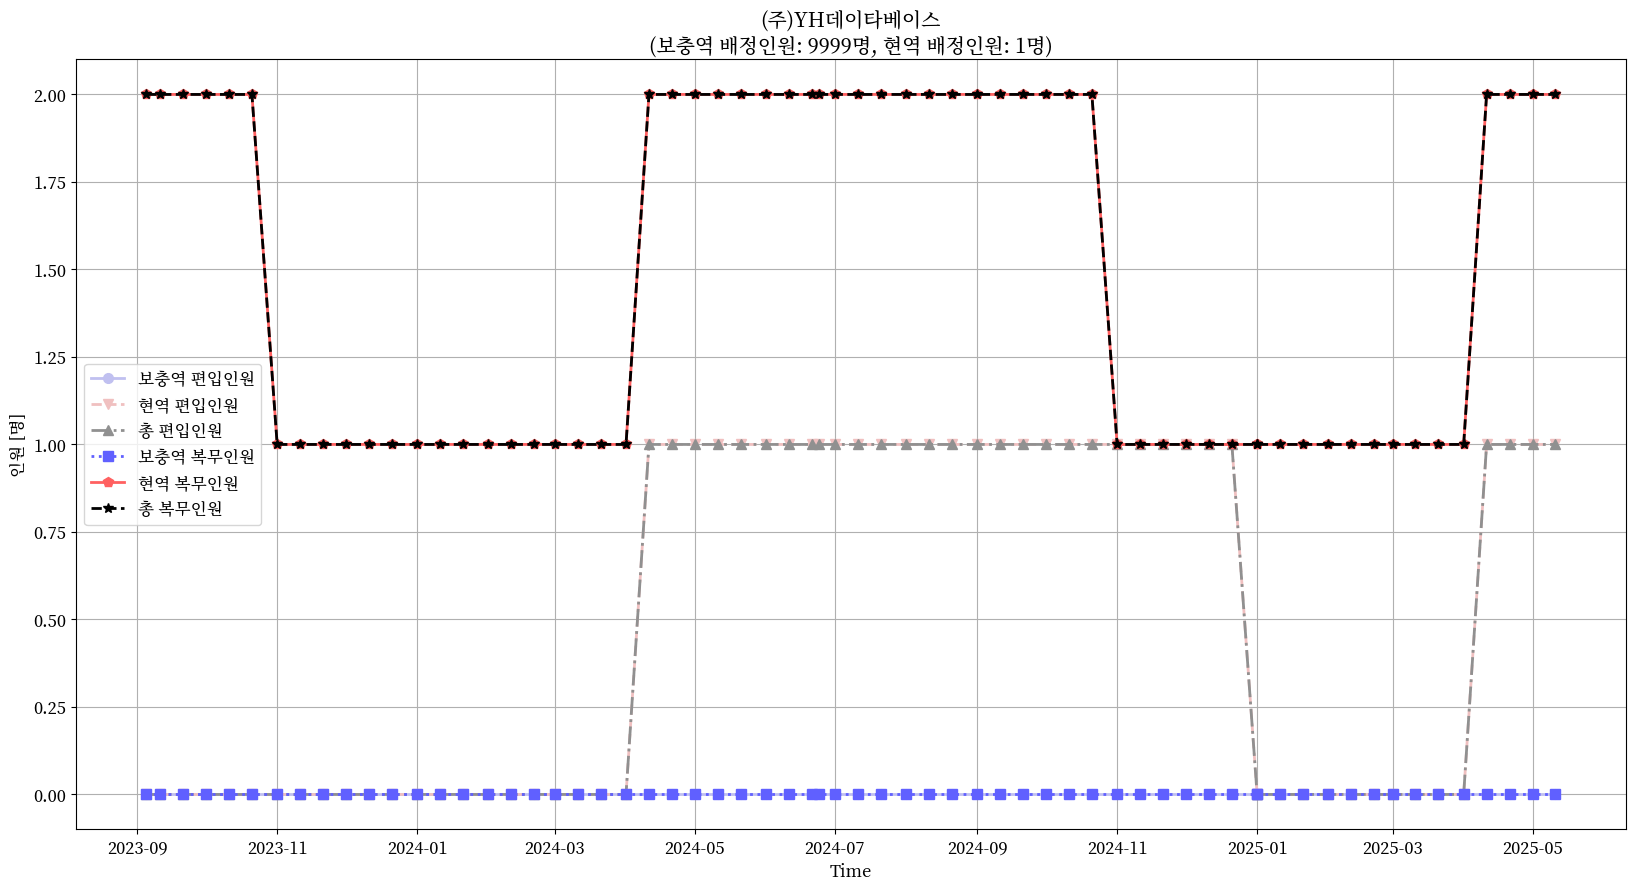 (주)YH데이타베이스
(보충역 배정인원: 9999명, 현역 배정인원: 1명)
인원 [명]
2.00
1.75
1.50
1.25
1.00
0.75
0.50
0.25
0.00
보충역 편입인원
현역 편입인원
총 편입인원
보충역 복무인원
현역 복무인원
총 복무인원
2023-09
2023-11
2024-01
2024-03
2024-05
2024-07
2024-09
2024-11
2025-01
2025-03
2025-05
Time